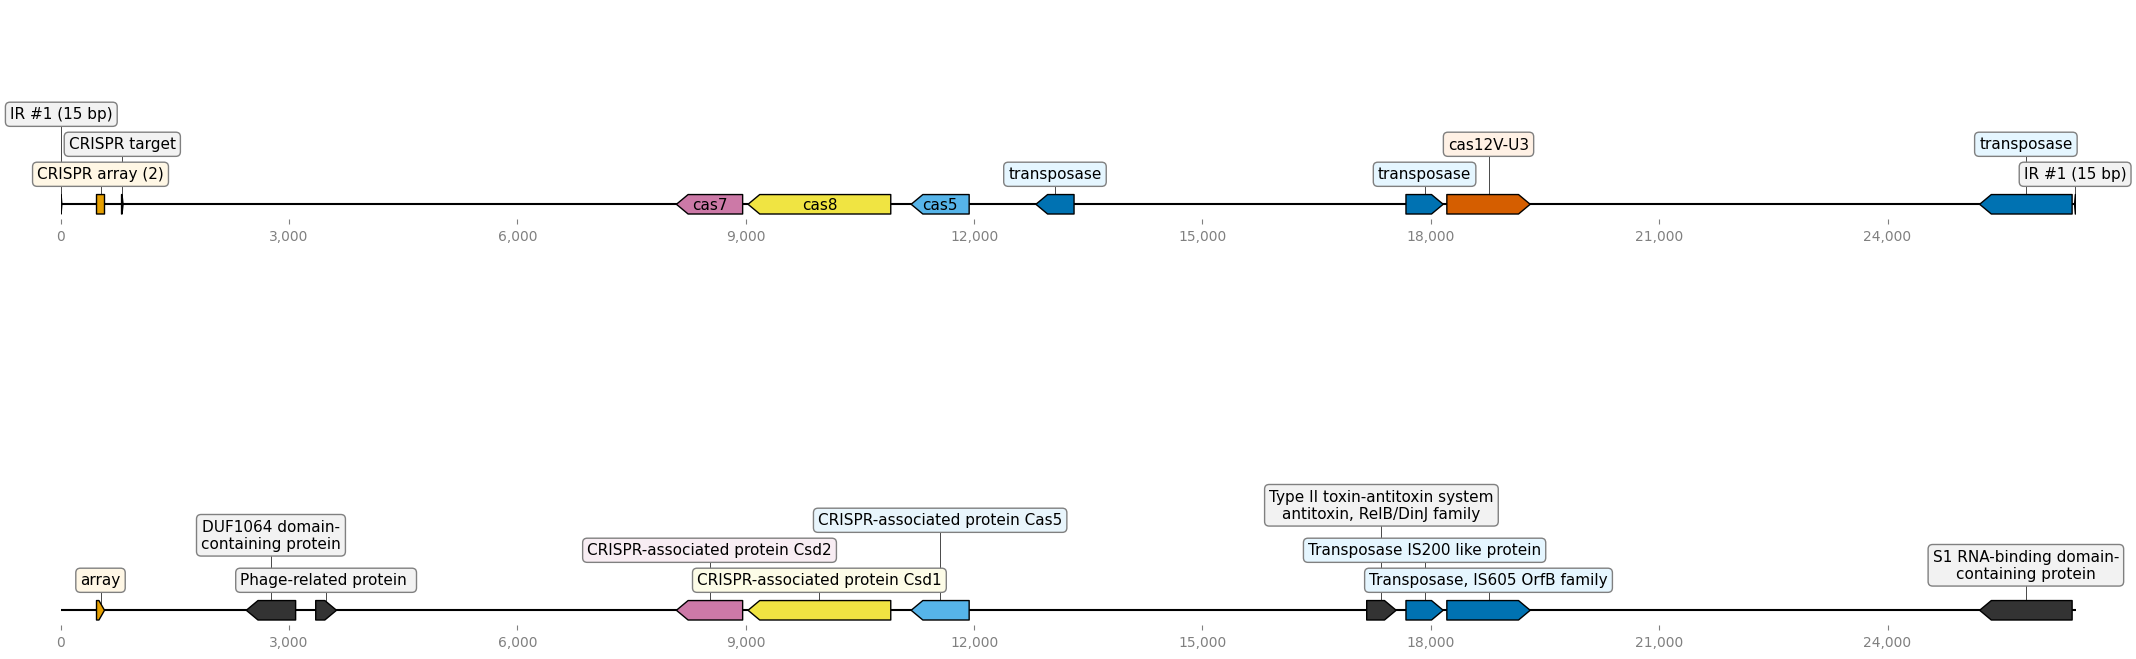 IR #1 (15 bp)
CRISPR target
cas12V-U3
transposase
CRISPR array (2)
transposase
transposase
IR #1 (15 bp)
cas7
cas8
cas5
0
3,000
6,000
9,000
12,000
15,000
18,000
21,000
24,000
Type II toxin-antitoxin system
antitoxin, RelB/DinJ family
DUF1064 domain-
containing protein
CRISPR-associated protein Cas5
CRISPR-associated protein Csd2
Transposase IS200 like protein
S1 RNA-binding domain-
containing protein
array
Phage-related protein
CRISPR-associated protein Csd1
Transposase, IS605 OrfB family
0
3,000
6,000
9,000
12,000
15,000
18,000
21,000
24,000